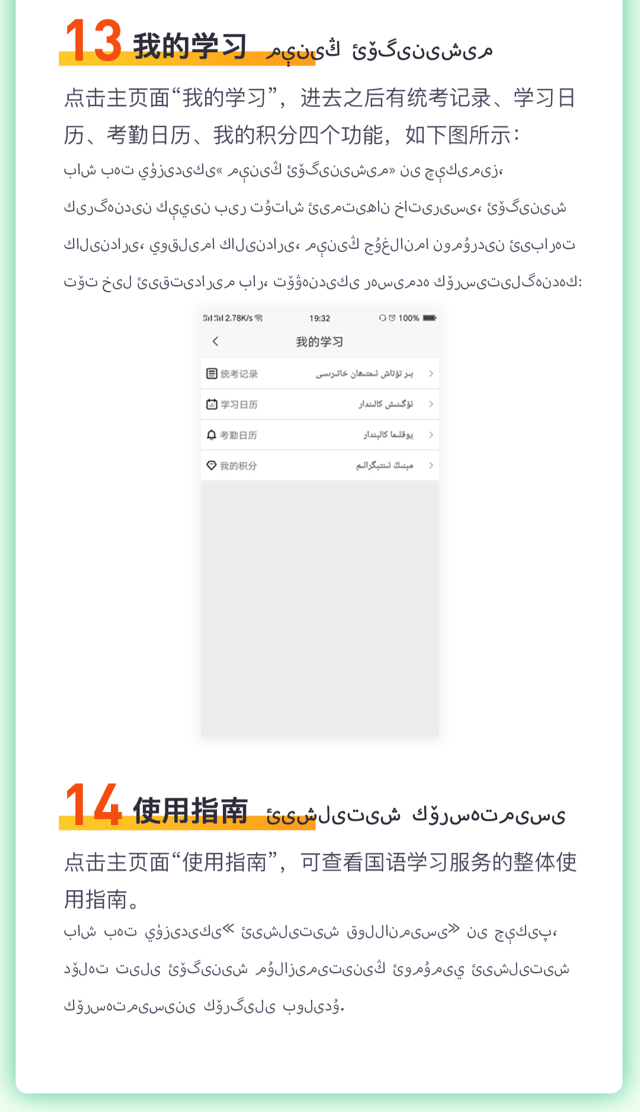 13 我的学习 مېنىڭ ئۆگىنىشىم
点击主页面“我的学习”，进去之后有统考记录、学习日
历、考勤日历、我的积分四个功能，如下图所示：
باش بەت يۈزىدىكى «مېنىڭ ئۆگىنىشىم» نى چېكىمىز،
كىرگەندىن كېيىن بىر تۇتاش ئىمتىھان خاتىرىسى، ئۆگىنىش
كالىندارى، يوقلىما كالىندارى، مېنىڭ جۇغلانما نومۇرۇمدىن ئىبارەت
تۆت خىل ئىقتىدارىم بار، تۆۋەندىكى رەسىمدە كۆرسىتىلگەندەك:
2.78K/s 19:32 100%
我的学习
统考记录 بىر تۇتاش ئىمتىھان خاتىرىسى
学习日历 ئۆگىنىش كالىندار
考勤日历 يوقلىما كالېندار
我的积分 مېنىڭ ئىنتېگرالىم
14 使用指南 ئىشلىتىش كۆرسەتمىسى
点击主页面“使用指南”，可查看国语学习服务的整体使
用指南。
باش بەت يۈزىدىكى «ئىشلىتىش قوللانمىسى» نى چېكىپ،
دۆلەت تىلى ئۆگىنىش مۇلازىمىتىنىڭ ئومۇمىي ئىشلىتىش
كۆرسەتمىسىنى كۆرگىلى بولىدۇ.